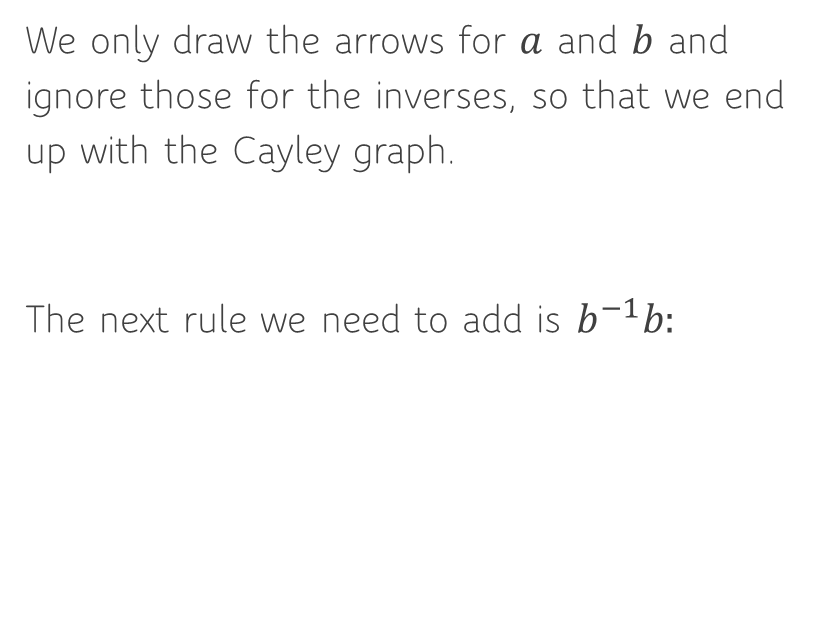 We only draw the arrows for a and b and
ignore those for the inverses, so that we end
up with the Cayley graph.
The next rule we need to add is b⁻¹b: